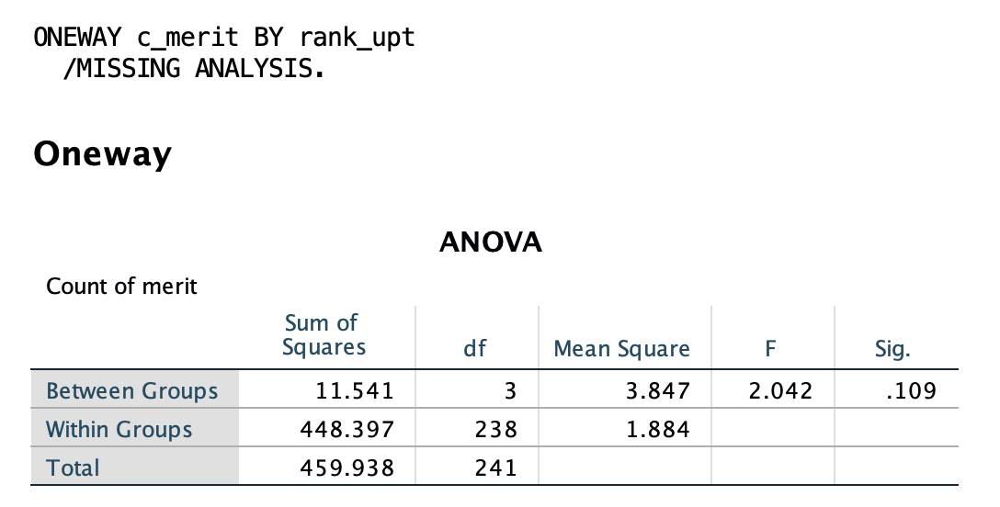 ONEWAY c_merit BY rank_upt
/MISSING ANALYSIS.
Oneway
ANOVA
Count of merit
Sum of Squares df Mean Square F Sig.
Between Groups 11.541 3 3.847 2.042 .109
Within Groups 448.397 238 1.884
Total 459.938 241